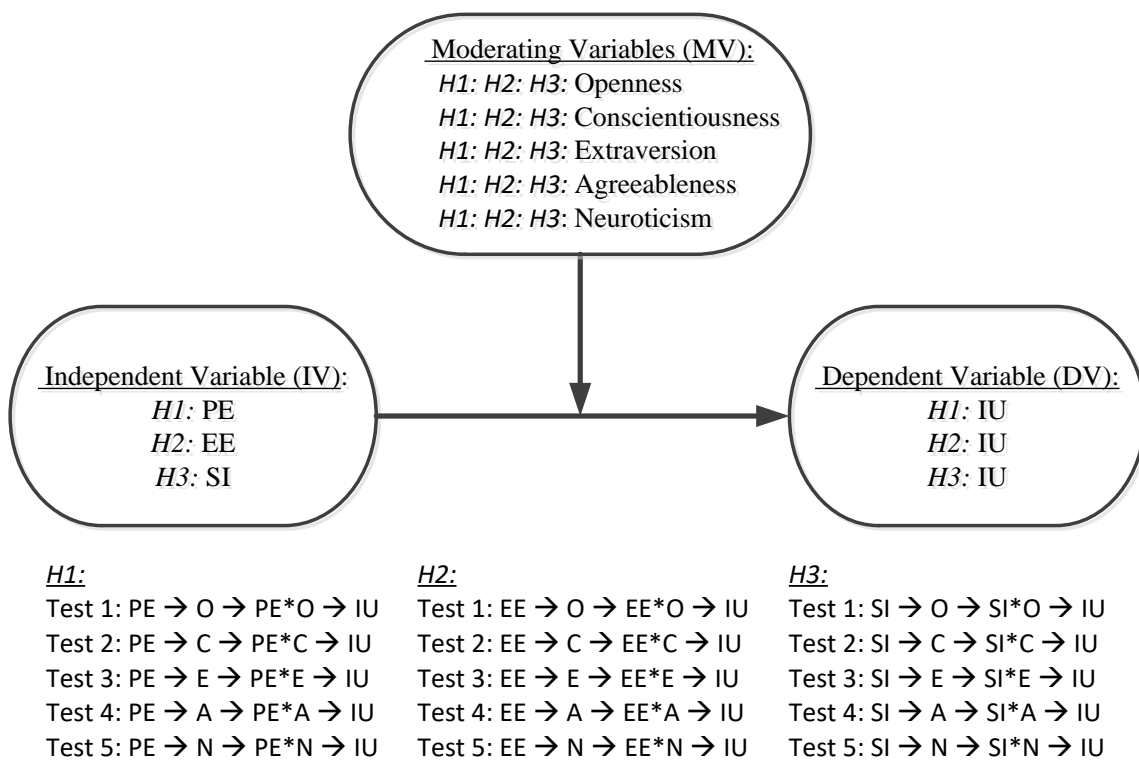 Moderating Variables (MV):
H1: H2: H3: Openness
H1: H2: H3: Conscientiousness
H1: H2: H3: Extraversion
H1: H2: H3: Agreeableness
H1: H2: H3: Neuroticism
Independent Variable (IV):
H1: PE
H2: EE
H3: SI
Dependent Variable (DV):
H1: IU
H2: IU
H3: IU
H1:
Test 1: PE → O → PE*O → IU
Test 2: PE → C → PE*C → IU
Test 3: PE → E → PE*E → IU
Test 4: PE → A → PE*A → IU
Test 5: PE → N → PE*N → IU
H2:
Test 1: EE → O → EE*O → IU
Test 2: EE → C → EE*C → IU
Test 3: EE → E → EE*E → IU
Test 4: EE → A → EE*A → IU
Test 5: EE → N → EE*N → IU
H3:
Test 1: SI → O → SI*O → IU
Test 2: SI → C → SI*C → IU
Test 3: SI → E → SI*E → IU
Test 4: SI → A → SI*A → IU
Test 5: SI → N → SI*N → IU